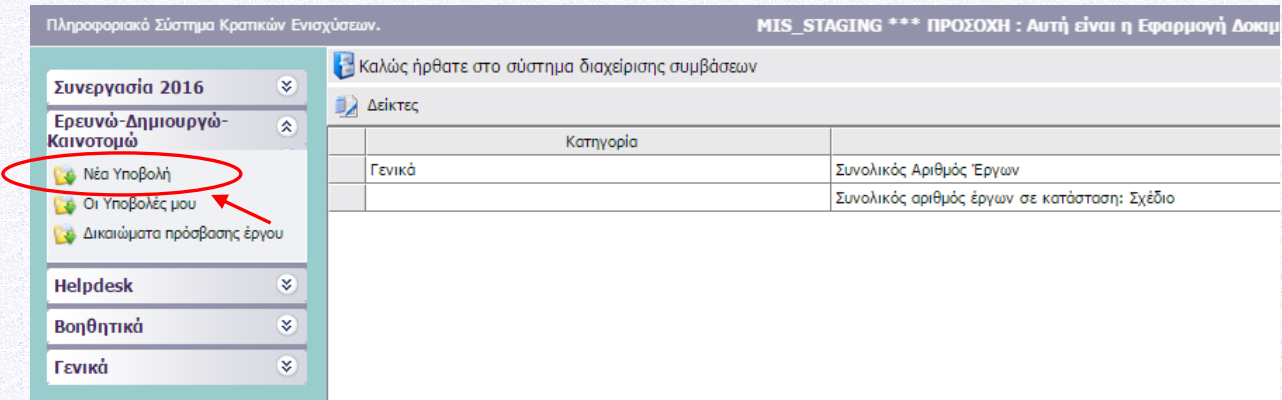 Πληροφοριακό Σύστημα Κρατικών Ενισχύσεων.
MIS_STAGING *** ΠΡΟΣΟΧΗ : Αυτή είναι η Εφαρμογή Δοκιμ
Συνεργασία 2016
Ερευνώ-Δημιουργώ-
Καινοτομώ
Νέα Υποβολή
Οι Υποβολές μου
Δικαιώματα πρόσβασης έργου
Helpdesk
Βοηθητικά
Γενικά
Καλώς ήρθατε στο σύστημα διαχείρισης συμβάσεων
Δείκτες
Κατηγορία
Γενικά
Συνολικός Αριθμός Έργων
Συνολικός αριθμός έργων σε κατάσταση: Σχέδιο